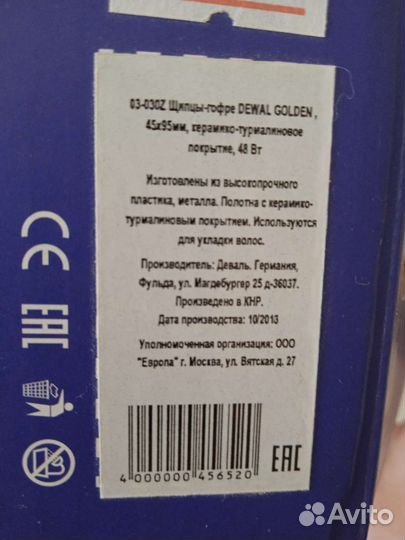 03-030Z Щипцы-гофре DEWAL GOLDEN ,
45x95мм, керамико-турмалиновое
покрытие, 48 Вт
Изготовлены из высокопрочного
пластика, металла. Полотна с керамико-
турмалиновым покрытием. Используются
для укладки волос.
Производитель: Деваль. Германия,
Фульда, ул. Магдебургер 25 д-36037.
Произведено в КНР.
Дата производства: 10/2013
Уполномоченная организация: ООО
"Европа" г. Москва, ул. Вятская д. 27
4 000000 456520
EAC
CE
EAC
Avito